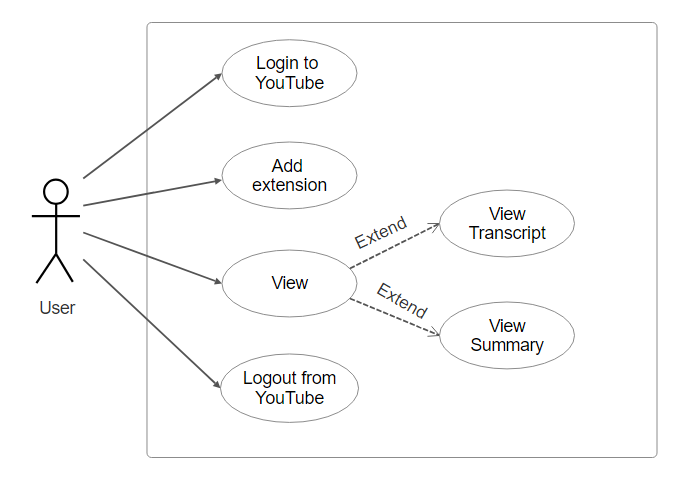 Login to
YouTube
Add
extension
View
Transcript
Extend
User
View
Extend
View
Summary
Logout from
YouTube